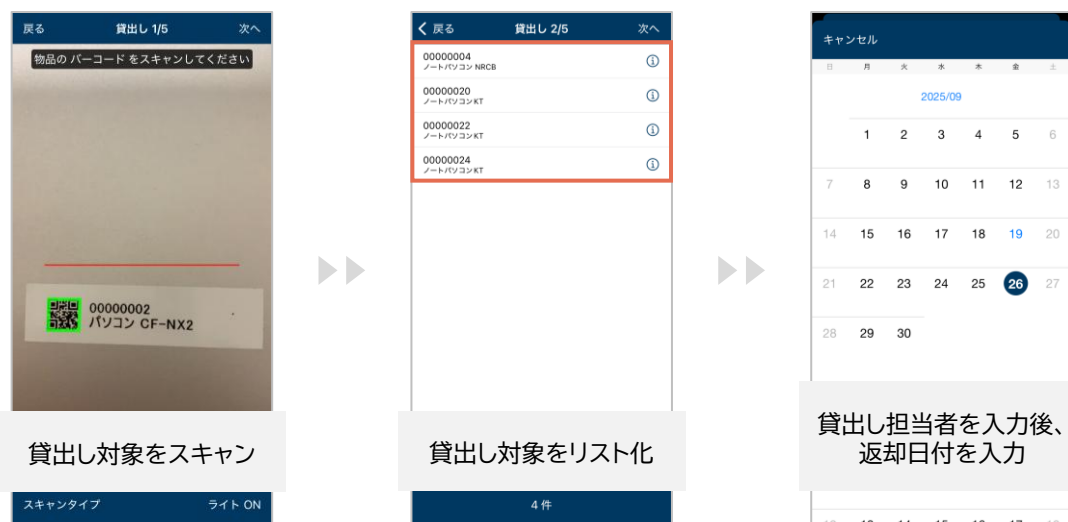 戻る 貸出し 1/5 次へ
物品の バーコード をスキャンしてください
00000002
パソコン CF-NX2
貸出し対象をスキャン
スキャンタイプ ライト ON
戻る 貸出し 2/5 次へ
00000004
ノートパソコン NRCB
00000020
ノートパソコンKT
00000022
ノートパソコンKT
00000024
ノートパソコンKT
貸出し対象をリスト化
4 件
キャンセル
日 月 火 水 木 金 土
2025/09
1 2 3 4 5 6
7 8 9 10 11 12 13
14 15 16 17 18 19 20
21 22 23 24 25 26 27
28 29 30
貸出し担当者を入力後、
返却日付を入力